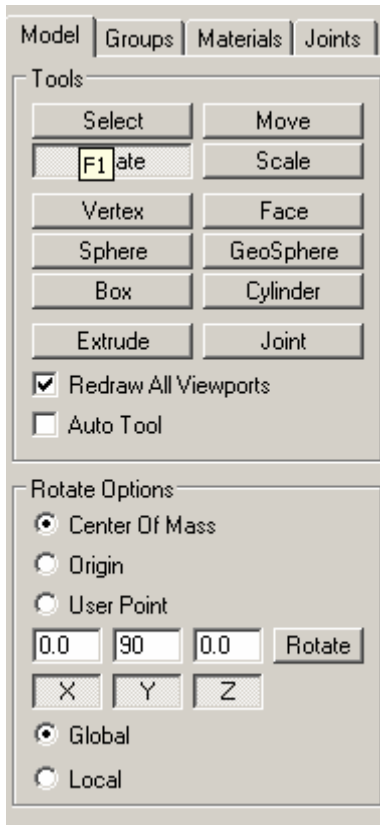 Model Groups Materials Joints
Tools
Select Move
F1 ate Scale
Vertex Face
Sphere GeoSphere
Box Cylinder
Extrude Joint
Redraw All Viewports
Auto Tool
Rotate Options
Center Of Mass
Origin
User Point
0.0 90 0.0 Rotate
X Y Z
Global
Local